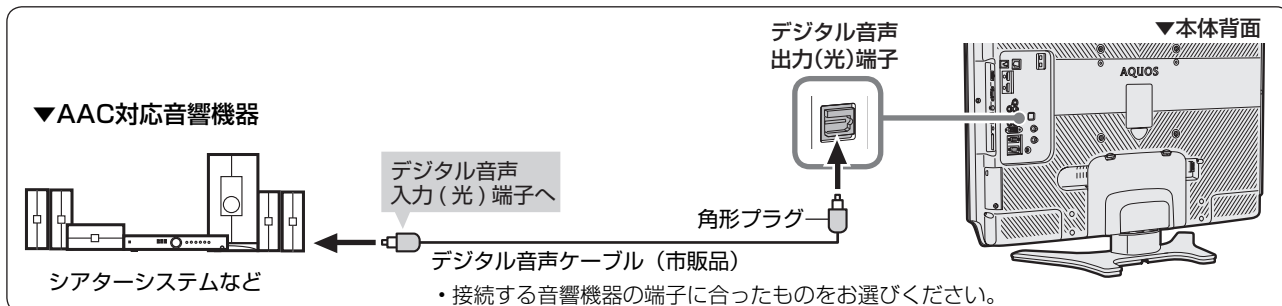 デジタル音声
出力(光)端子
▼本体背面
AQUOS
▼AAC対応音響機器
デジタル音声
入力(光)端子へ
角形プラグ
デジタル音声ケーブル（市販品）
シアターシステムなど
・接続する音響機器の端子に合ったものをお選びください。